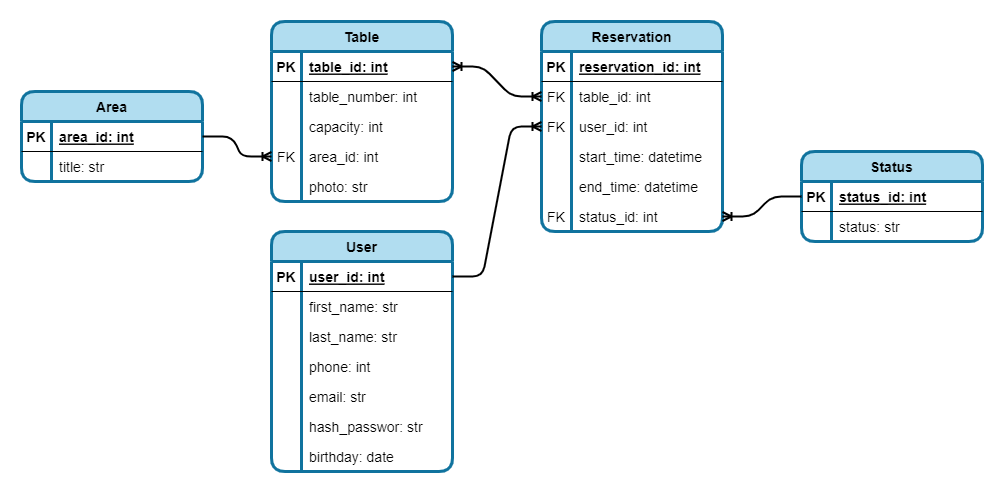 Area
PK area_id: int
title: str
Table
PK table_id: int
table_number: int
capacity: int
FK area_id: int
photo: str
User
PK user_id: int
first_name: str
last_name: str
phone: int
email: str
hash_passwor: str
birthday: date
Reservation
PK reservation_id: int
FK table_id: int
FK user_id: int
start_time: datetime
end_time: datetime
FK status_id: int
Status
PK status_id: int
status: str